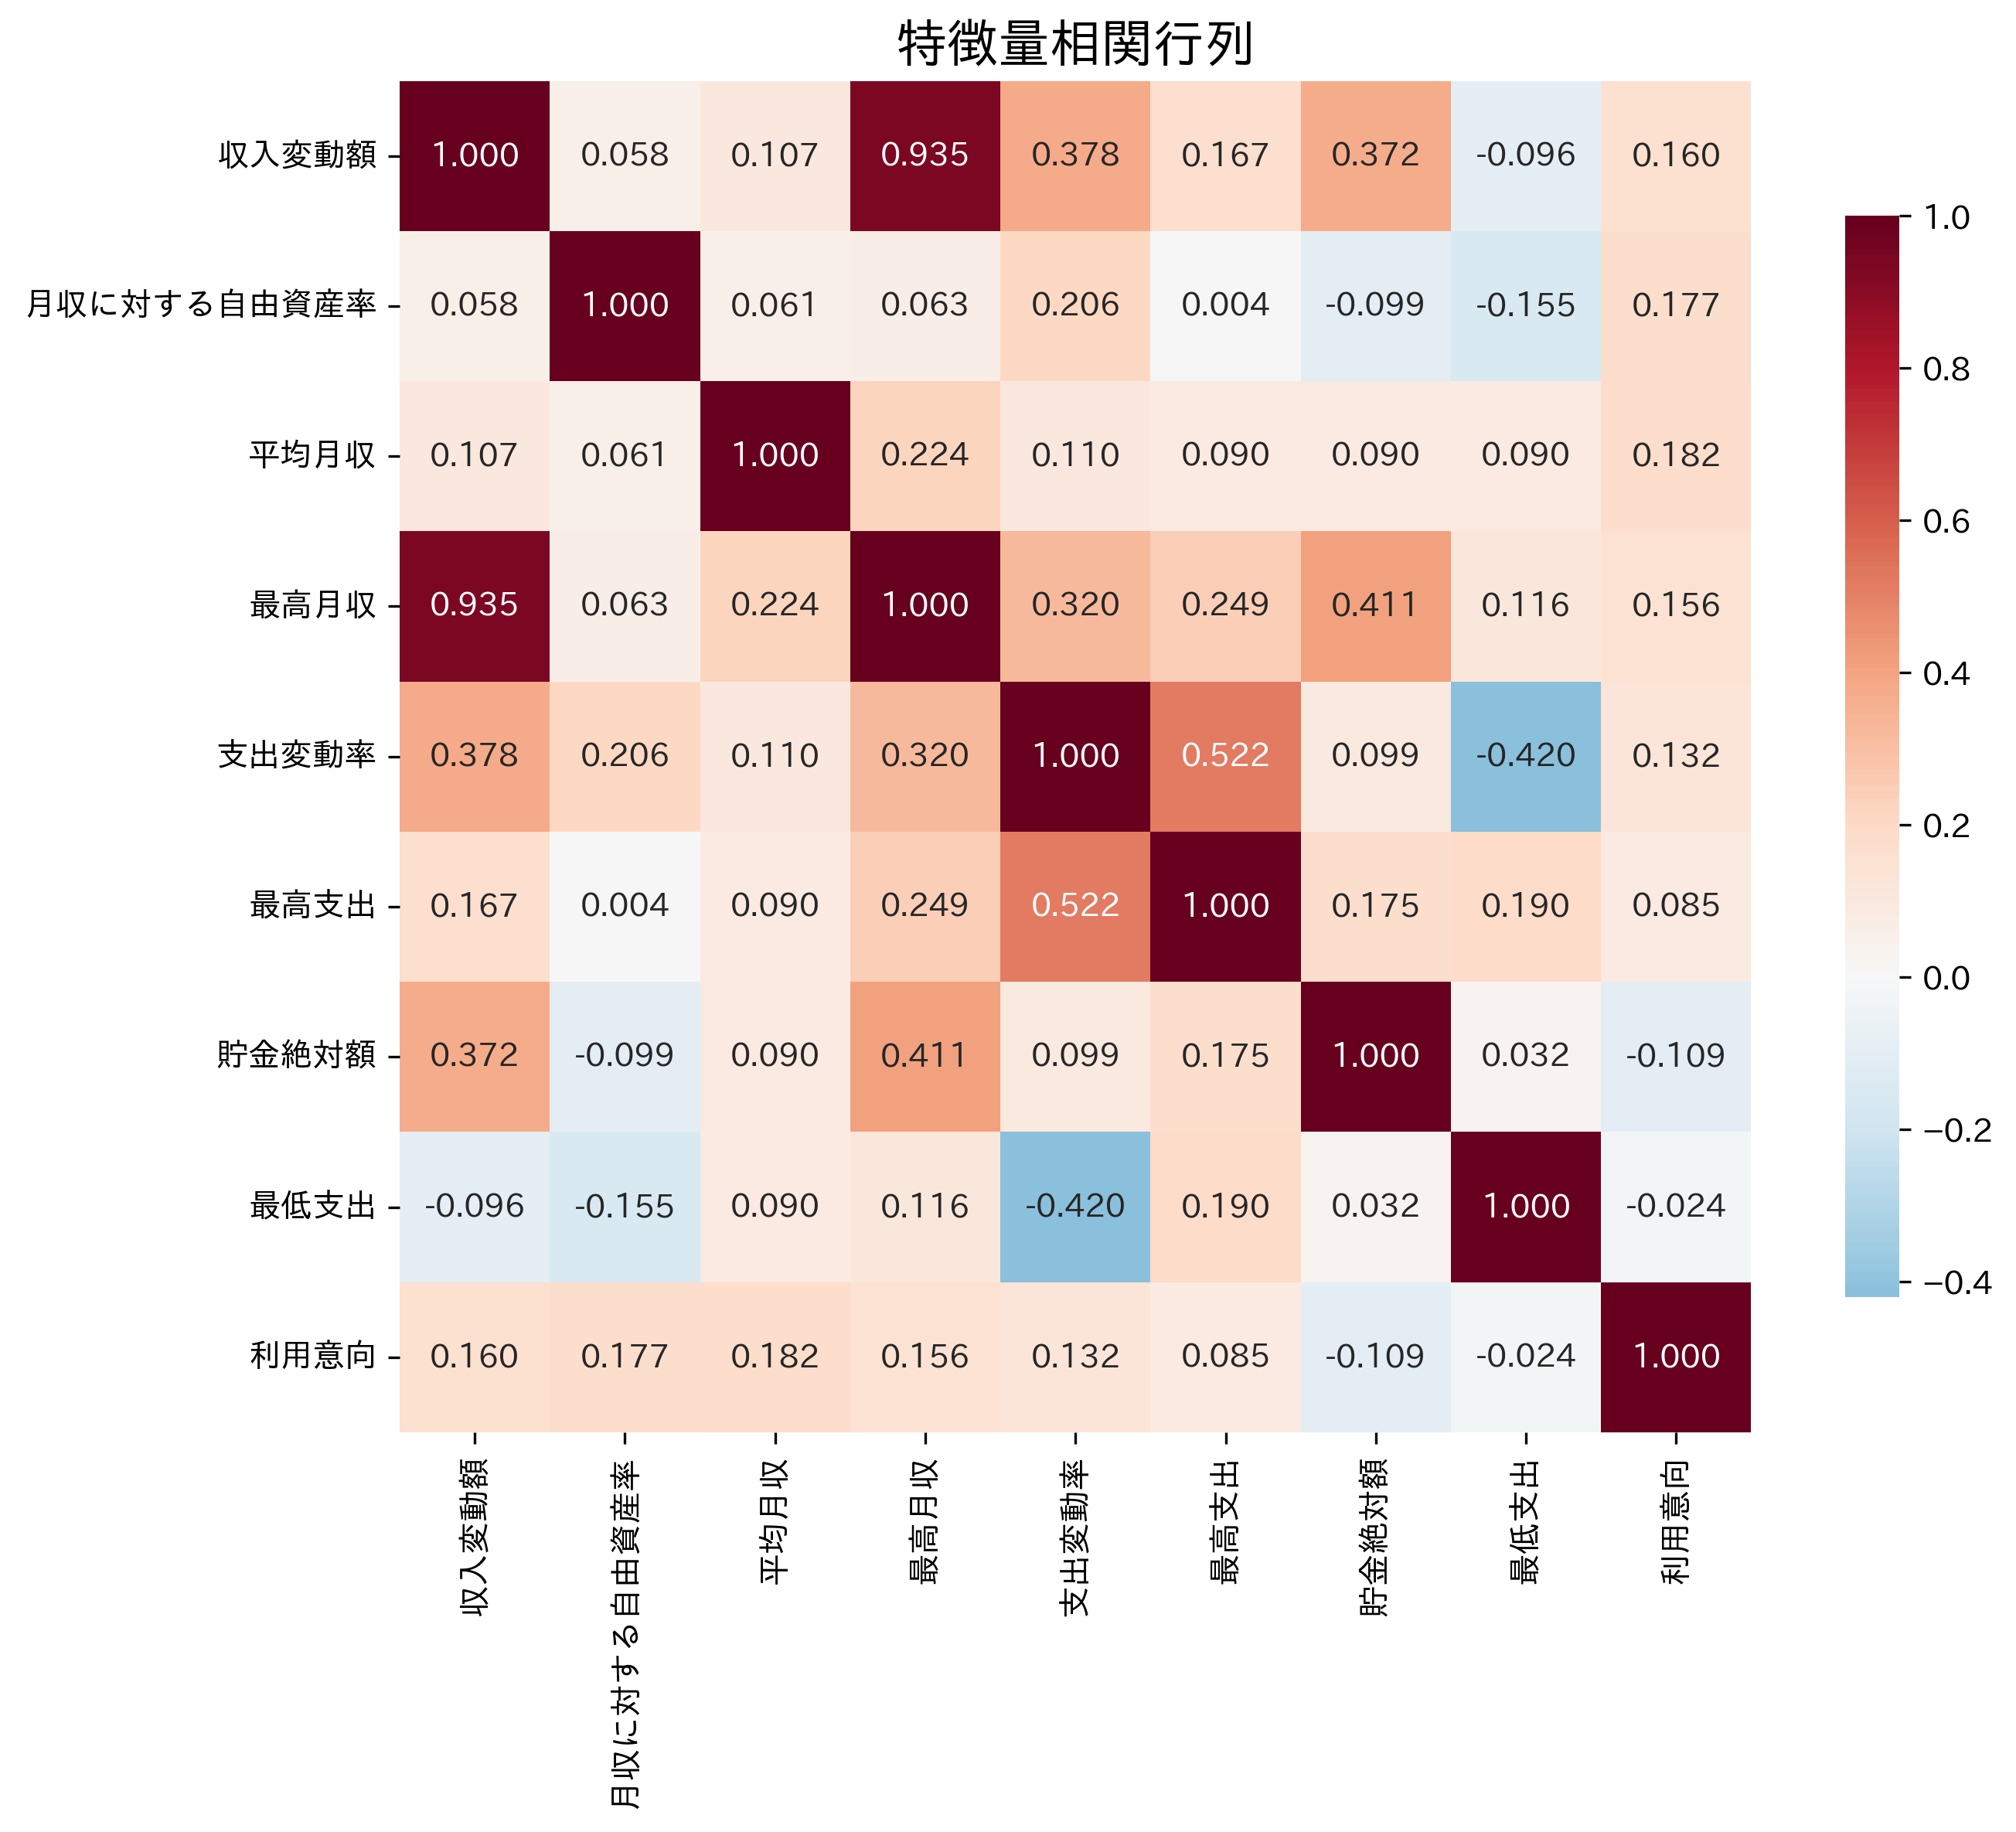 特徴量相関行列
収入変動額 1.000 0.058 0.107 0.935 0.378 0.167 0.372 -0.096 0.160
月収に対する自由資産率 0.058 1.000 0.061 0.063 0.206 0.004 -0.099 -0.155 0.177
平均月収 0.107 0.061 1.000 0.224 0.110 0.090 0.090 0.090 0.182
最高月収 0.935 0.063 0.224 1.000 0.320 0.249 0.411 0.116 0.156
支出変動率 0.378 0.206 0.110 0.320 1.000 0.522 0.099 -0.420 0.132
最高支出 0.167 0.004 0.090 0.249 0.522 1.000 0.175 0.190 0.085
貯金絶対額 0.372 -0.099 0.090 0.411 0.099 0.175 1.000 0.032 -0.109
最低支出 -0.096 -0.155 0.090 0.116 -0.420 0.190 0.032 1.000 -0.024
利用意向 0.160 0.177 0.182 0.156 0.132 0.085 -0.109 -0.024 1.000
収入変動額
月収に対する自由資産率
平均月収
最高月収
支出変動率
最高支出
貯金絶対額
最低支出
利用意向
1.0
0.8
0.6
0.4
0.2
0.0
−0.2
−0.4